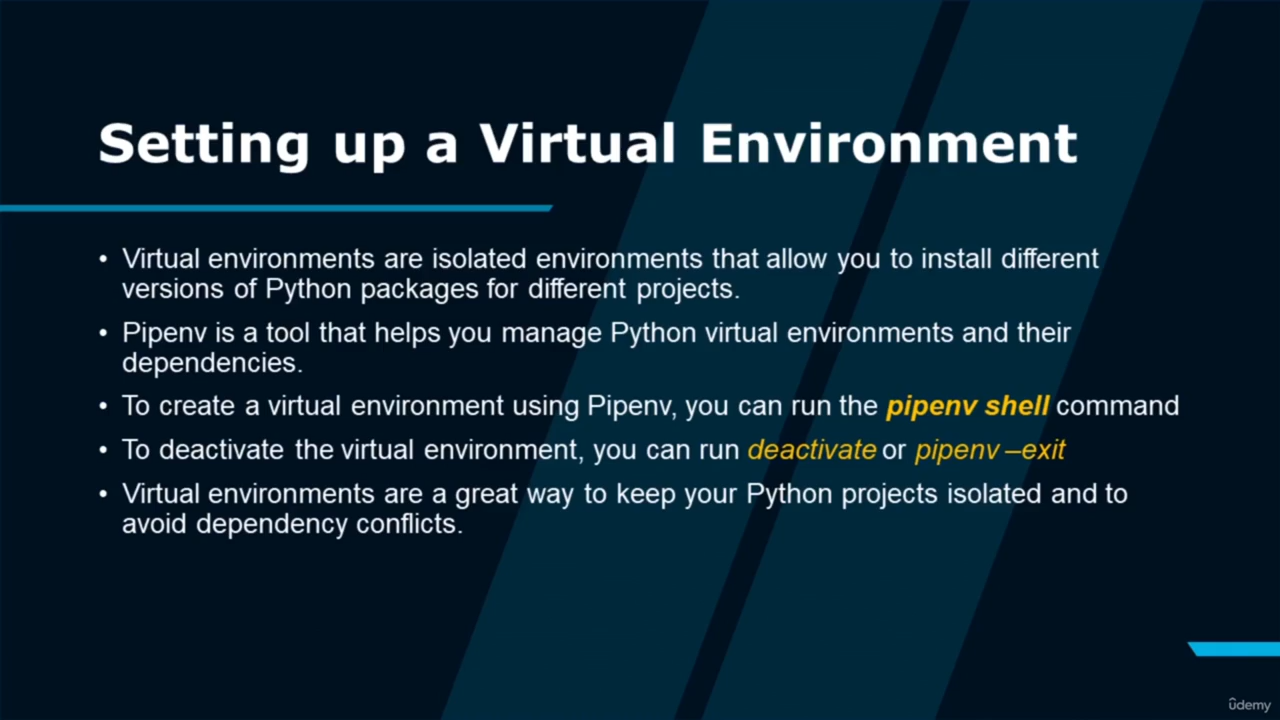 Setting up a Virtual Environment
• Virtual environments are isolated environments that allow you to install different
versions of Python packages for different projects.
• Pipenv is a tool that helps you manage Python virtual environments and their
dependencies.
• To create a virtual environment using Pipenv, you can run the pipenv shell command
• To deactivate the virtual environment, you can run deactivate or pipenv –exit
• Virtual environments are a great way to keep your Python projects isolated and to
avoid dependency conflicts.
ûdemy